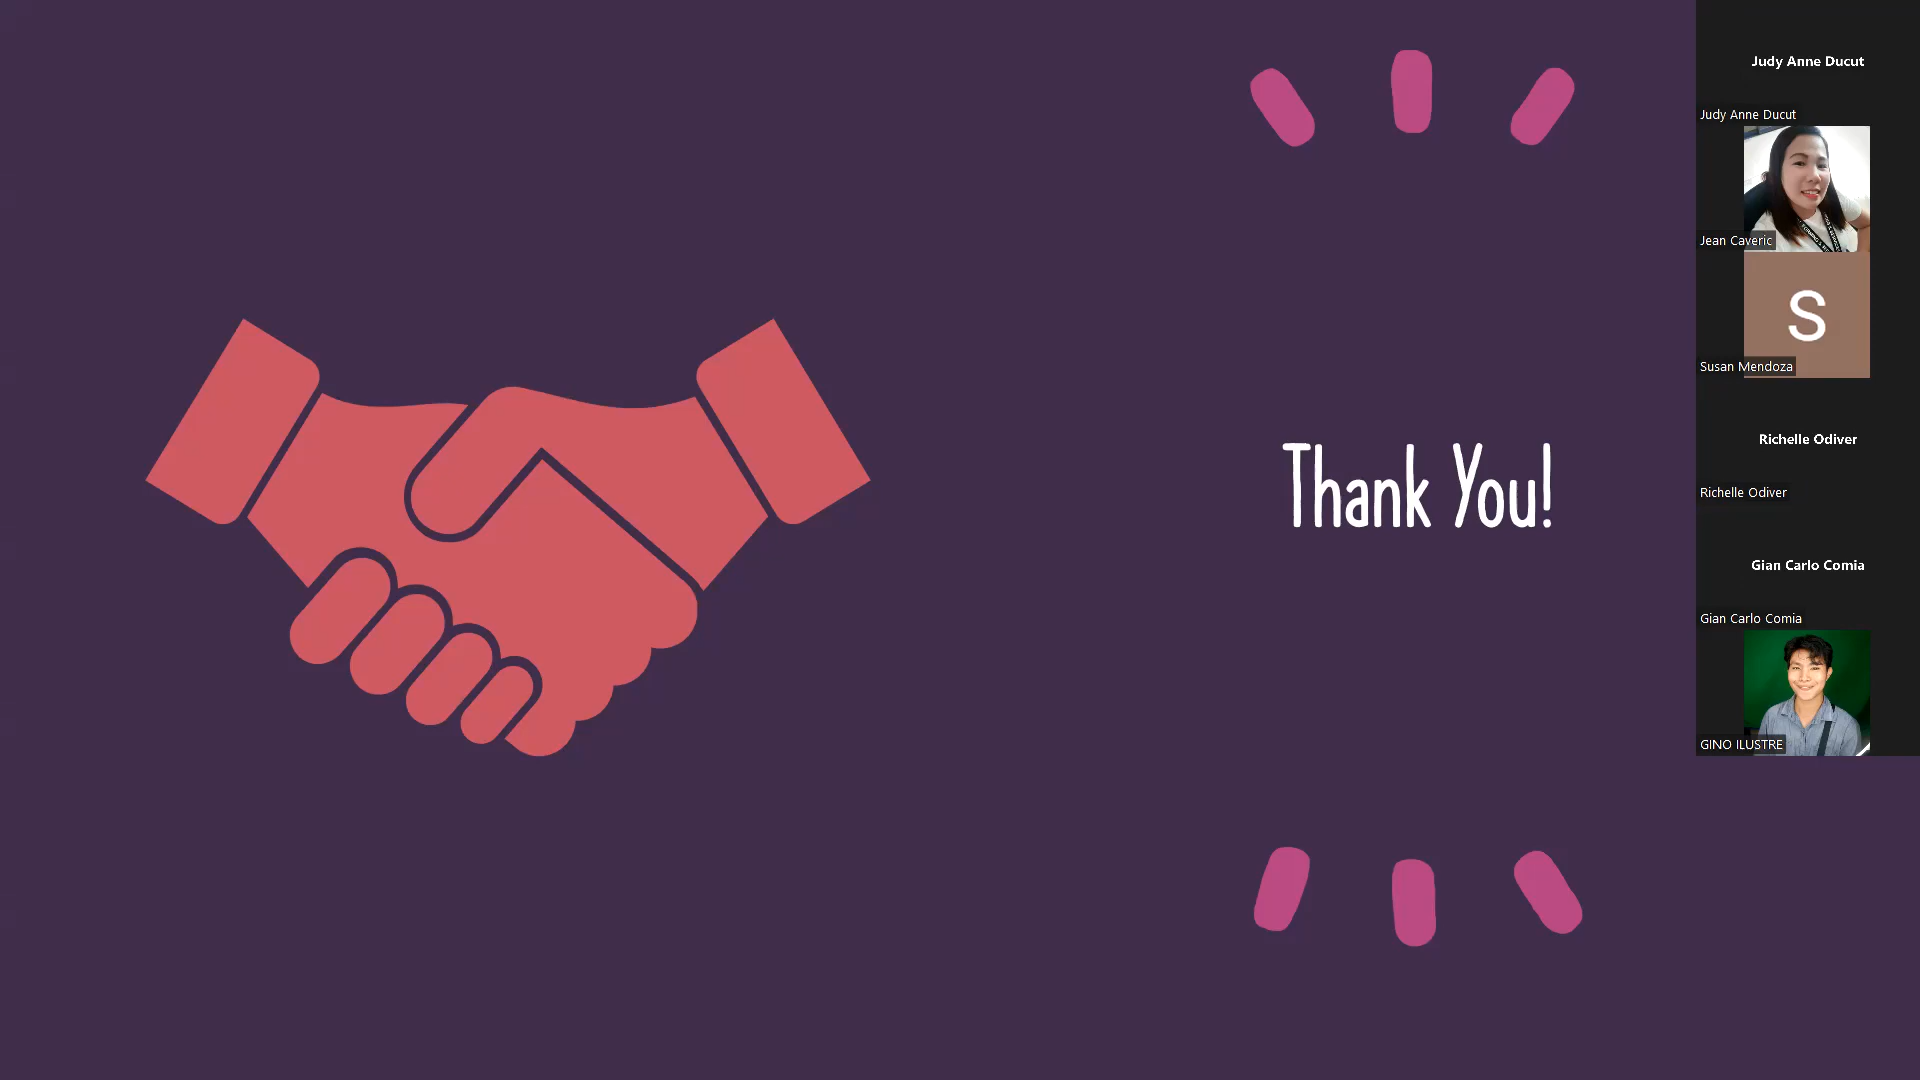 Thank You!
Judy Anne Ducut
Judy Anne Ducut
Jean Caveric
S
Susan Mendoza
Richelle Odiver
Richelle Odiver
Gian Carlo Comia
Gian Carlo Comia
GINO ILUSTRE